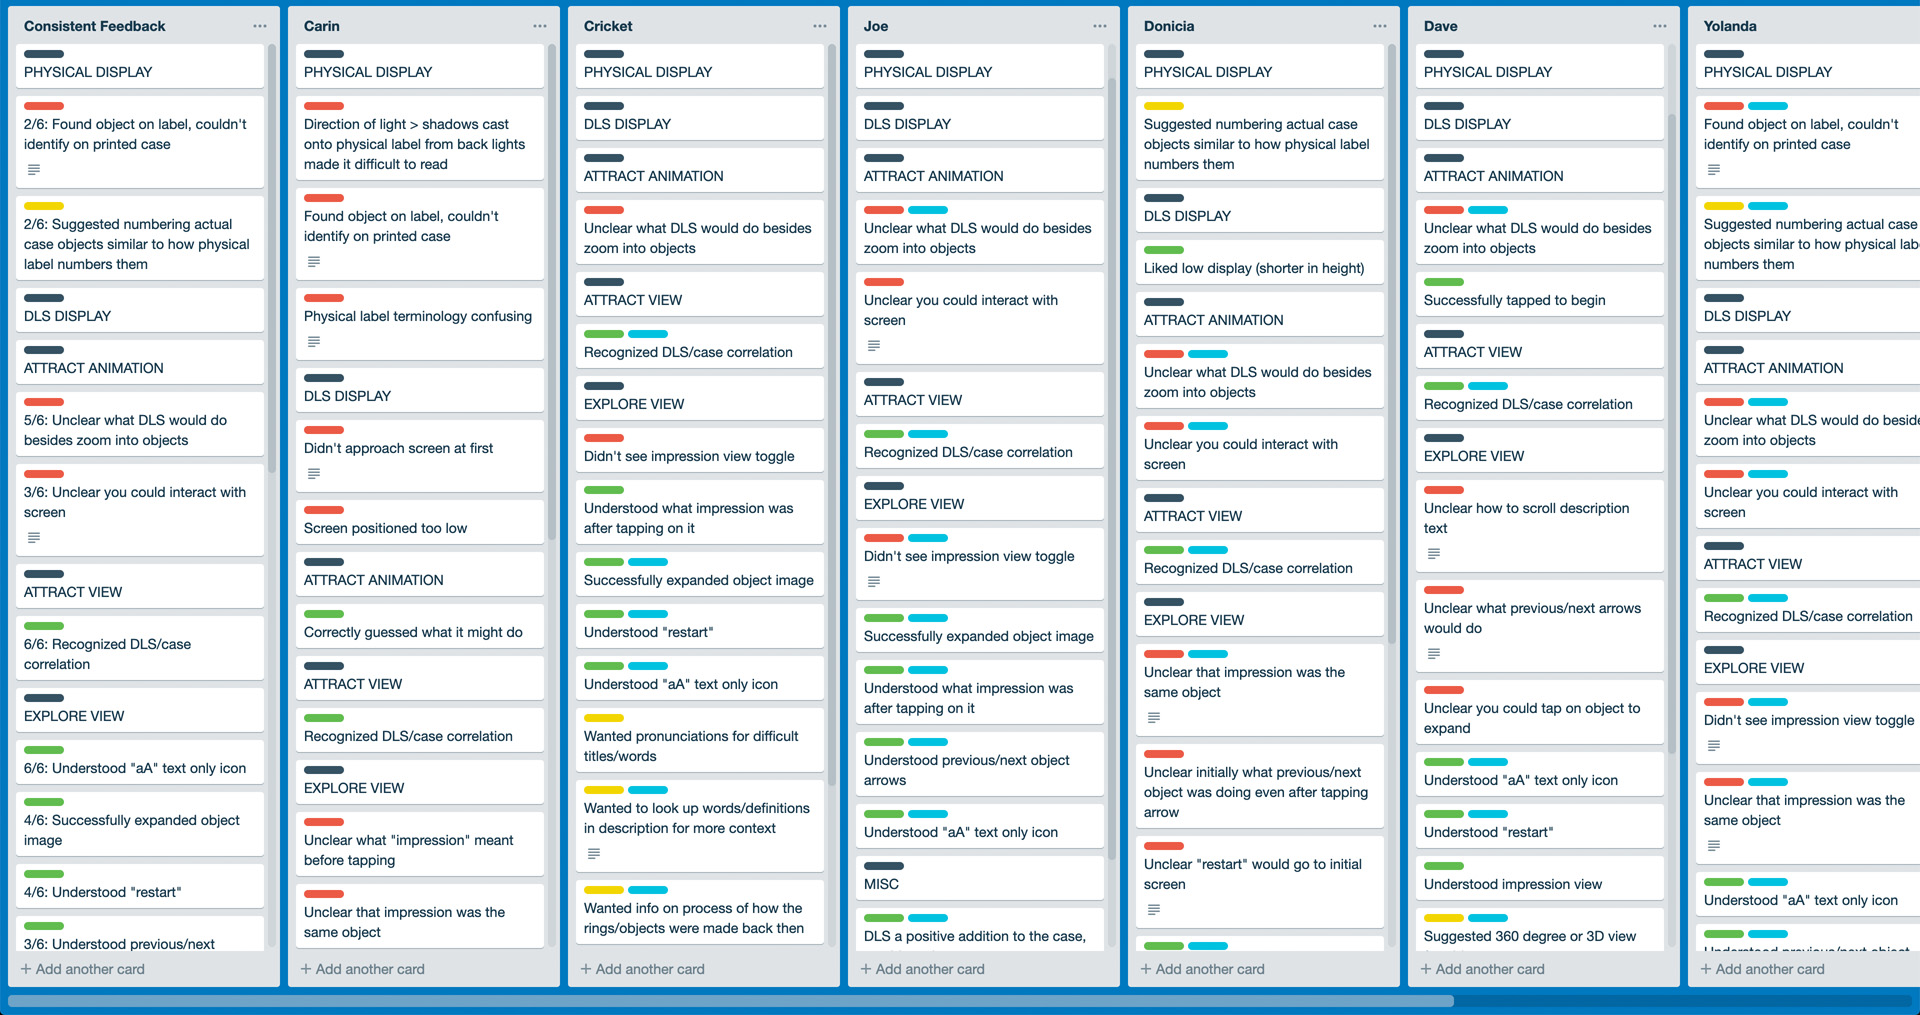 Consistent Feedback
PHYSICAL DISPLAY
2/6: Found object on label, couldn't
identify on printed case
2/6: Suggested numbering actual
case objects similar to how physical
label numbers them
DLS DISPLAY
ATTRACT ANIMATION
5/6: Unclear what DLS would do
besides zoom into objects
3/6: Unclear you could interact with
screen
ATTRACT VIEW
6/6: Recognized DLS/case
correlation
EXPLORE VIEW
6/6: Understood "aA" text only icon
4/6: Successfully expanded object
image
4/6: Understood "restart"
3/6: Understood previous/next
+ Add another card
Carin
PHYSICAL DISPLAY
Direction of light > shadows cast
onto physical label from back lights
made it difficult to read
Found object on label, couldn't
identify on printed case
Physical label terminology confusing
DLS DISPLAY
Didn't approach screen at first
Screen positioned too low
ATTRACT ANIMATION
Correctly guessed what it might do
ATTRACT VIEW
Recognized DLS/case correlation
EXPLORE VIEW
Unclear what "impression" meant
before tapping
Unclear that impression was the
same object
+ Add another card
Cricket
PHYSICAL DISPLAY
DLS DISPLAY
ATTRACT ANIMATION
Unclear what DLS would do besides
zoom into objects
ATTRACT VIEW
Recognized DLS/case correlation
EXPLORE VIEW
Didn't see impression view toggle
Understood what impression was
after tapping on it
Successfully expanded object image
Understood "restart"
Understood "aA" text only icon
Wanted pronunciations for difficult
titles/words
Wanted to look up words/definitions
in description for more context
Wanted info on process of how the
rings/objects were made back then
+ Add another card
Joe
PHYSICAL DISPLAY
DLS DISPLAY
ATTRACT ANIMATION
Unclear what DLS would do besides
zoom into objects
Unclear you could interact with
screen
ATTRACT VIEW
Recognized DLS/case correlation
EXPLORE VIEW
Didn't see impression view toggle
Successfully expanded object image
Understood what impression was
after tapping on it
Understood previous/next object
arrows
Understood "aA" text only icon
MISC
DLS a positive addition to the case,
+ Add another card
Donicia
PHYSICAL DISPLAY
Suggested numbering actual case
objects similar to how physical label
numbers them
DLS DISPLAY
Liked low display (shorter in height)
ATTRACT ANIMATION
Unclear what DLS would do besides
zoom into objects
Unclear you could interact with
screen
ATTRACT VIEW
Recognized DLS/case correlation
EXPLORE VIEW
Unclear that impression was the
same object
Unclear initially what previous/next
object was doing even after tapping
arrow
Unclear "restart" would go to initial
screen
+ Add another card
Dave
PHYSICAL DISPLAY
DLS DISPLAY
ATTRACT ANIMATION
Unclear what DLS would do besides
zoom into objects
Successfully tapped to begin
ATTRACT VIEW
Recognized DLS/case correlation
EXPLORE VIEW
Unclear how to scroll description
text
Unclear what previous/next arrows
would do
Unclear you could tap on object to
expand
Understood "aA" text only icon
Understood "restart"
Understood impression view
Suggested 360 degree or 3D view
+ Add another card
Yolanda
PHYSICAL DISPLAY
Found object on label, couldn't
identify on printed case
Suggested numbering actual case
objects similar to how physical
numbers them
DLS DISPLAY
ATTRACT ANIMATION
Unclear what DLS would do
zoom into objects
Unclear you could interact with
screen
ATTRACT VIEW
Recognized DLS/case correlation
EXPLORE VIEW
Didn't see impression view toggle
Unclear that impression was the
same object
Understood "aA" text only icon
Understood previous/next object
+ Add another card